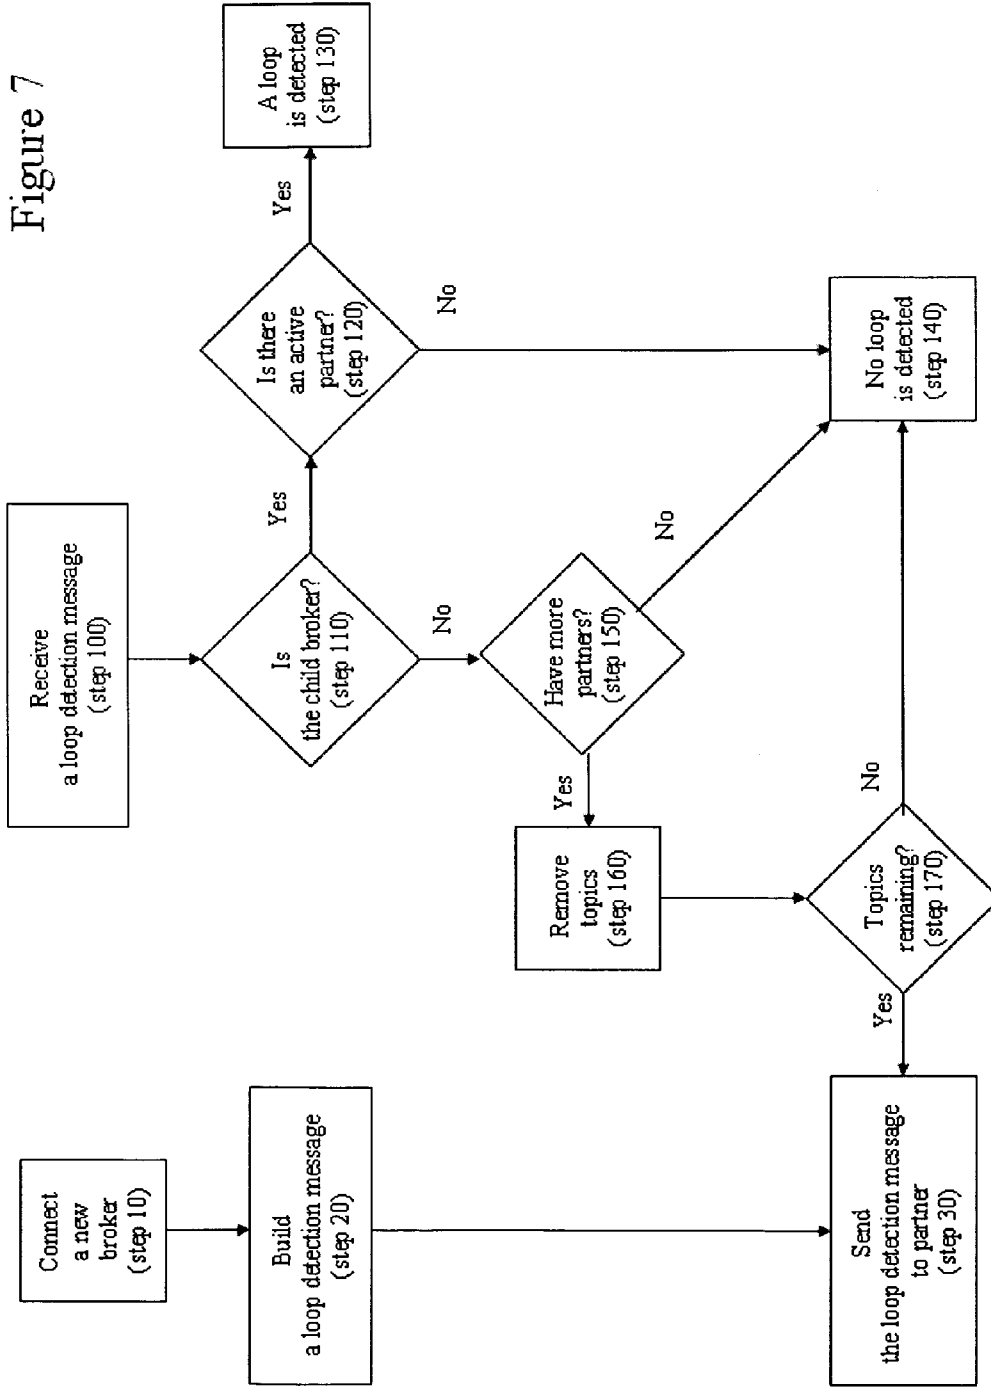 Figure 7
Connect
a new
broker
(step 10)
Build
a loop detection message
(step 20)
Send
the loop detection message
to partner
(step 30)
Receive
a loop detection message
(step 100)
Is
the child broker?
(step 110)
Yes
No
Is there
an active
partner?
(step 120)
Yes
No
A loop
is detected
(step 130)
No loop
is detected
(step 140)
Have more
partners?
(step 150)
Yes
No
Remove
topics
(step 160)
Topics
remaining?
(step 170)
Yes
No